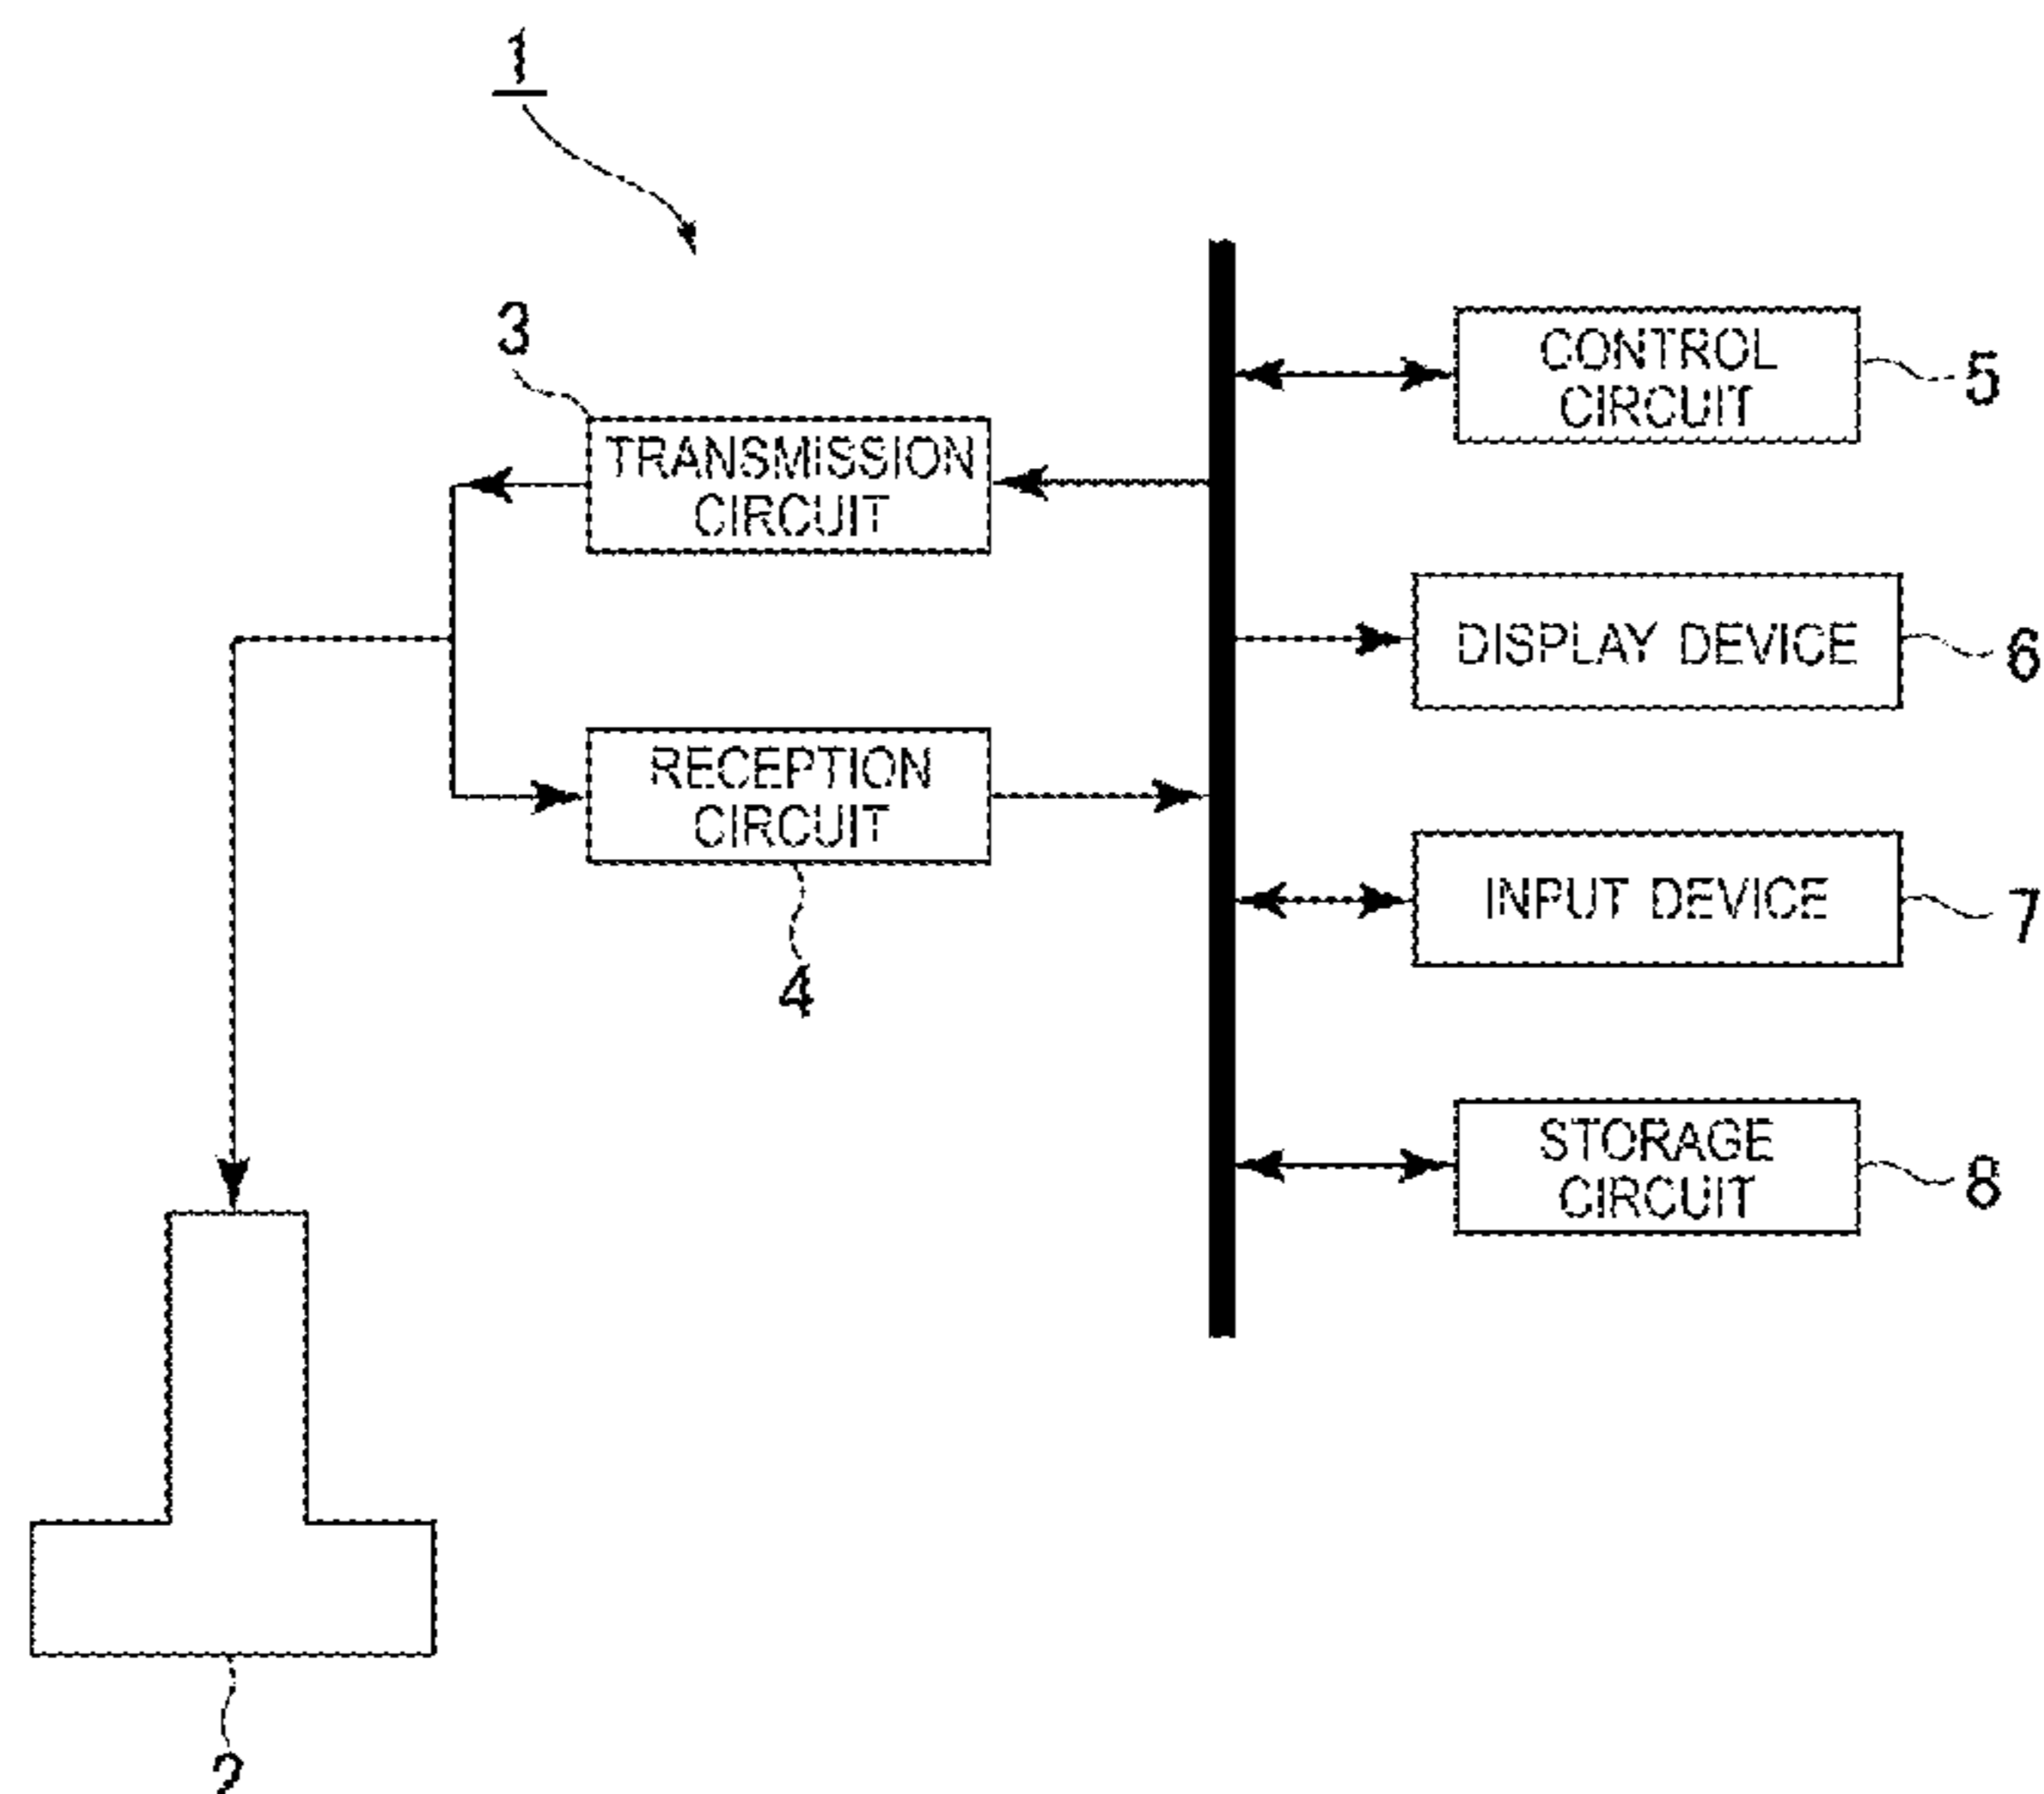 1
3
TRANSMISSION
CIRCUIT
RECEPTION
CIRCUIT
4
2
CONTROL
CIRCUIT
5
DISPLAY DEVICE
6
INPUT DEVICE
7
STORAGE
CIRCUIT
8